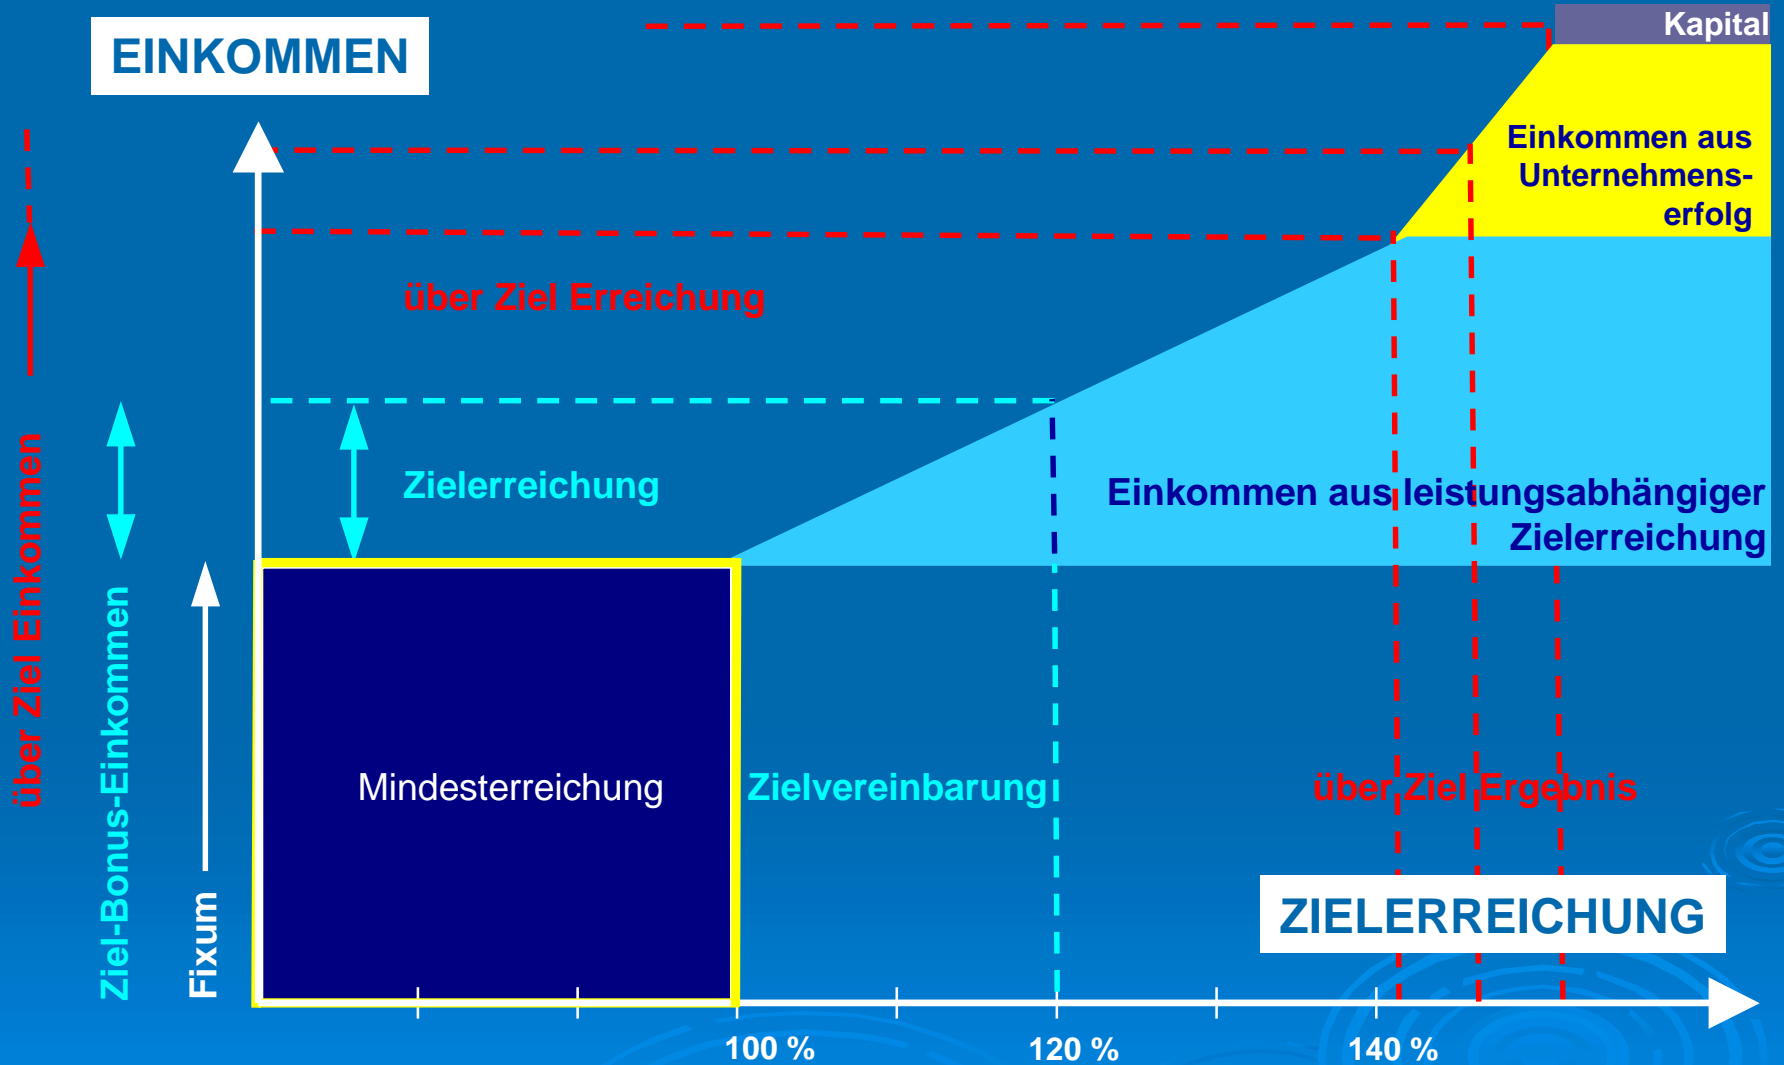 EINKOMMEN
Kapital
Einkommen aus
Unternehmens-
erfolg
über Ziel Erreichung
Zielerreichung
Einkommen aus leistungsabhängiger
Zielerreichung
über Ziel Einkommen
Ziel-Bonus-Einkommen
Fixum
Mindesterreichung
Zielvereinbarung
über Ziel Ergebnis
ZIELERREICHUNG
100 %
120 %
140 %